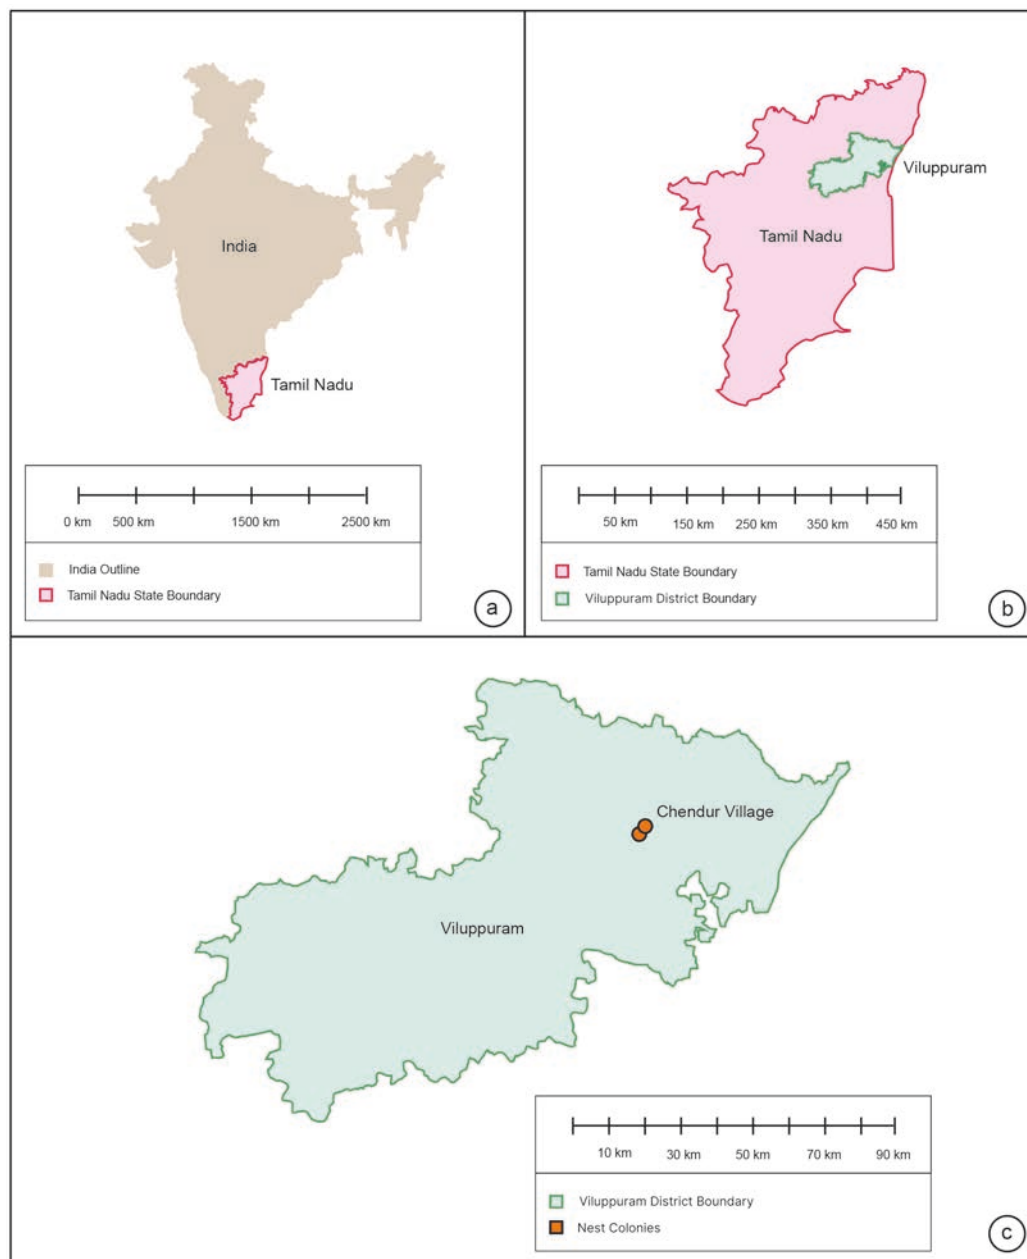 India
Tamil Nadu
0 km 500 km 1500 km 2500 km
India Outline
Tamil Nadu State Boundary
a
Viluppuram
Tamil Nadu
50 km 150 km 250 km 350 km 450 km
Tamil Nadu State Boundary
Viluppuram District Boundary
b
Chendur Village
Viluppuram
10 km 30 km 50 km 70 km 90 km
Viluppuram District Boundary
Nest Colonies
c